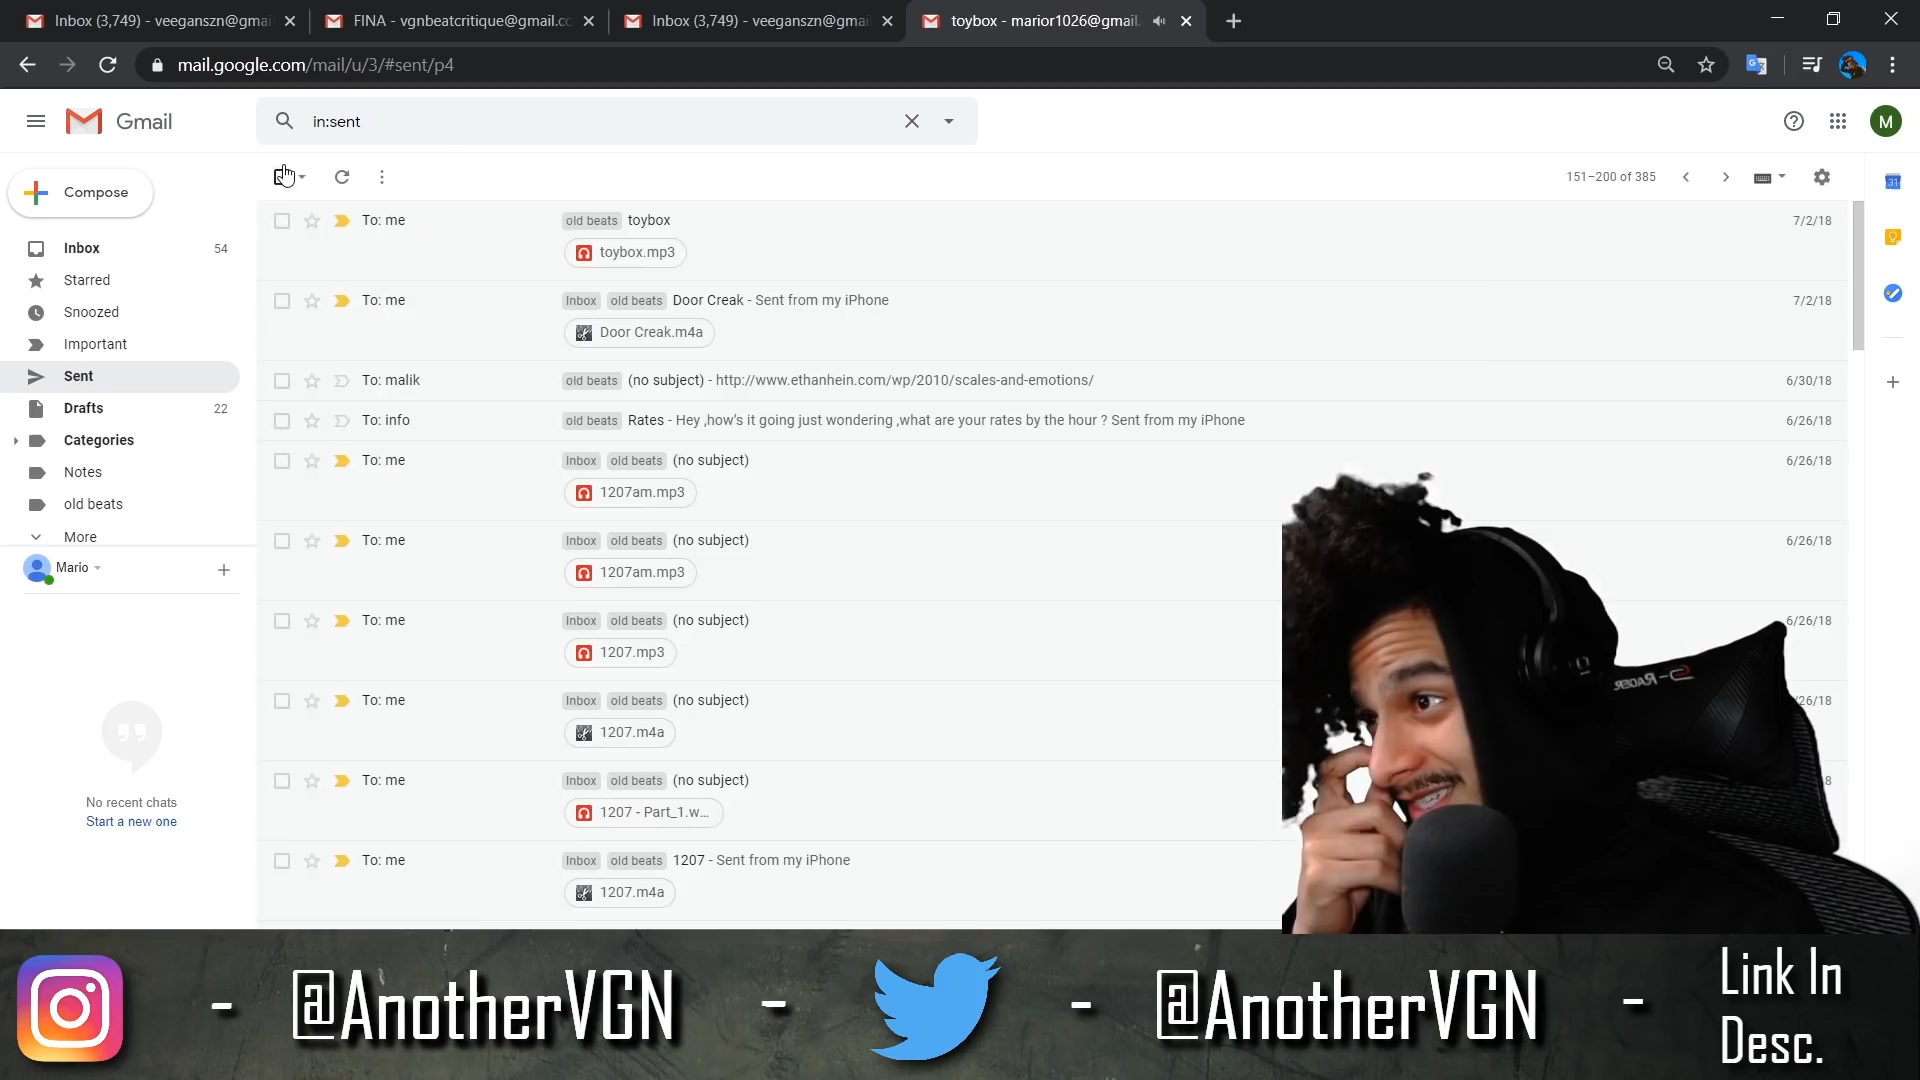 Inbox (3,749) - veeganszn@gmai
FINA - vgnbeatcritique@gmail.co
Inbox (3,749) - veeganszn@gmai
toybox - marior1026@gmail.
mail.google.com/mail/u/3/#sent/p4
Gmail
in:sent
M
Compose
151–200 of 385
31
Inbox 54
Starred
Snoozed
Important
Sent
Drafts 22
Categories
Notes
old beats
More
Mario
No recent chats
Start a new one
To: me old beats toybox 7/2/18
toybox.mp3
To: me Inbox old beats Door Creak - Sent from my iPhone 7/2/18
Door Creak.m4a
To: malik old beats (no subject) - http://www.ethanhein.com/wp/2010/scales-and-emotions/ 6/30/18
To: info old beats Rates - Hey ,how's it going just wondering ,what are your rates by the hour ? Sent from my iPhone 6/26/18
To: me Inbox old beats (no subject) 6/26/18
1207am.mp3
To: me Inbox old beats (no subject) 6/26/18
1207am.mp3
To: me Inbox old beats (no subject) 6/26/18
1207.mp3
To: me Inbox old beats (no subject) 26/18
1207.m4a
To: me Inbox old beats (no subject) 8
1207 - Part_1.w...
To: me Inbox old beats 1207 - Sent from my iPhone
1207.m4a
S-RACER
- @AnotherVGN - - @AnotherVGN - Link In
Desc.